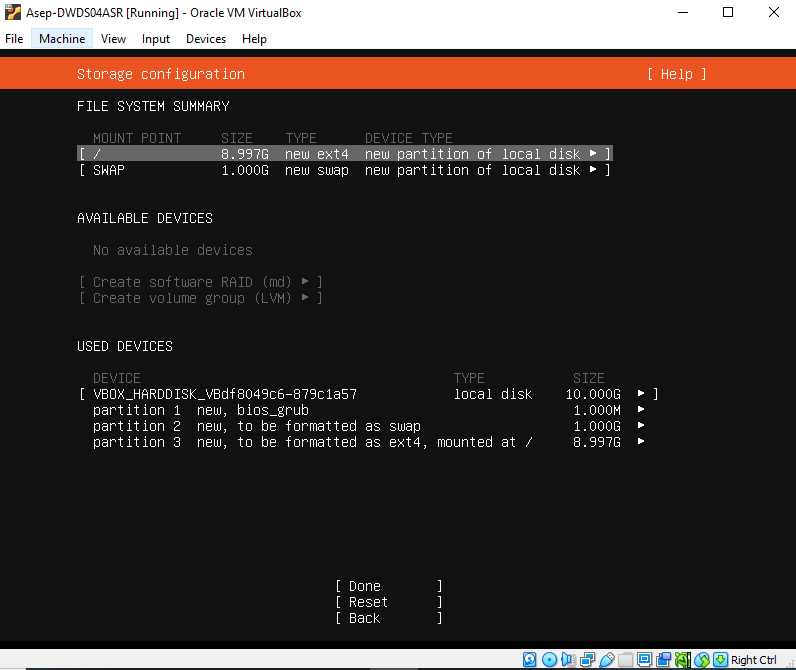 Asep-DWDS04ASR [Running] - Oracle VM VirtualBox
File Machine View Input Devices Help
Storage configuration [ Help ]
FILE SYSTEM SUMMARY
MOUNT POINT SIZE TYPE DEVICE TYPE
[ / 8.997G new ext4 new partition of local disk ▸ ]
[ SWAP 1.000G new swap new partition of local disk ▸ ]
AVAILABLE DEVICES
No available devices
[ Create software RAID (md) ▸ ]
[ Create volume group (LVM) ▸ ]
USED DEVICES
DEVICE TYPE SIZE
[ VBOX_HARDDISK_VBdf8049c6-879c1a57 local disk 10.000G ▸ ]
partition 1 new, bios_grub 1.000M ▸
partition 2 new, to be formatted as swap 1.000G ▸
partition 3 new, to be formatted as ext4, mounted at / 8.997G ▸
[ Done ]
[ Reset ]
[ Back ]
Right Ctrl